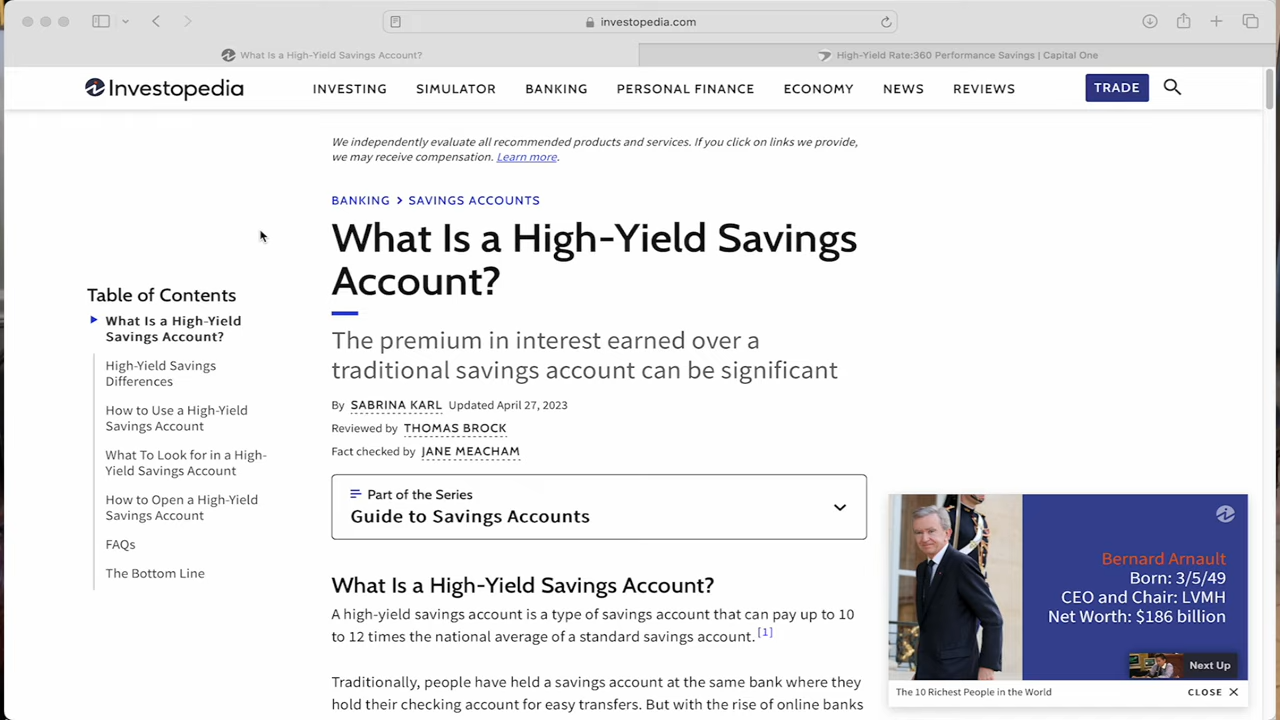 investopedia.com
What Is a High-Yield Savings Account?
High-Yield Rate:360 Performance Savings | Capital One
Investopedia
INVESTING
SIMULATOR
BANKING
PERSONAL FINANCE
ECONOMY
NEWS
REVIEWS
TRADE
We independently evaluate all recommended products and services. If you click on links we provide,
we may receive compensation. Learn more.
BANKING > SAVINGS ACCOUNTS
What Is a High-Yield Savings
Account?
The premium in interest earned over a
traditional savings account can be significant
By SABRINA KARL Updated April 27, 2023
Reviewed by THOMAS BROCK
Fact checked by JANE MEACHAM
Part of the Series
Guide to Savings Accounts
What Is a High-Yield Savings Account?
A high-yield savings account is a type of savings account that can pay up to 10
to 12 times the national average of a standard savings account. [1]
Traditionally, people have held a savings account at the same bank where they
hold their checking account for easy transfers. But with the rise of online banks
Table of Contents
What Is a High-Yield
Savings Account?
High-Yield Savings
Differences
How to Use a High-Yield
Savings Account
What To Look for in a High-
Yield Savings Account
How to Open a High-Yield
Savings Account
FAQs
The Bottom Line
Bernard Arnault
Born: 3/5/49
CEO and Chair: LVMH
Net Worth: $186 billion
Next Up
The 10 Richest People in the World
CLOSE X